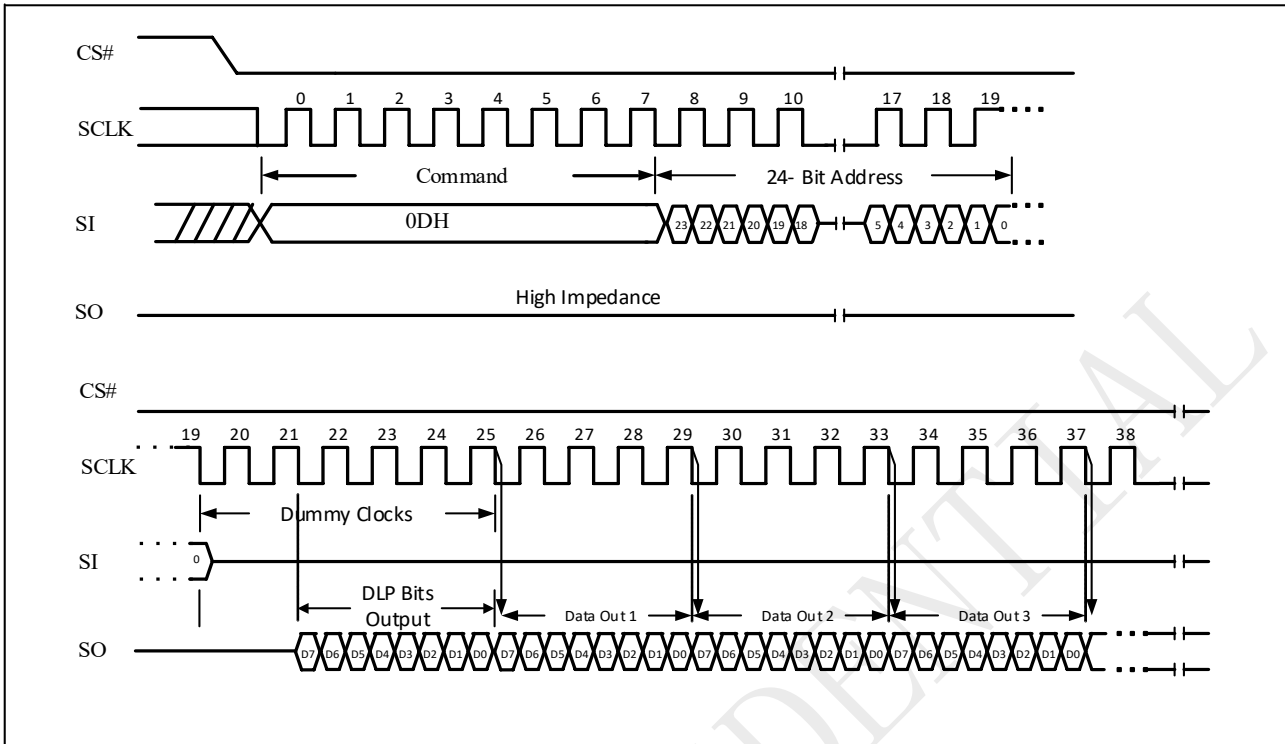 CS#
0 1 2 3 4 5 6 7 8 9 10 17 18 19
SCLK
Command 24- Bit Address
SI 0DH 23 22 21 20 19 18 5 4 3 2 1 0
High Impedance
SO
CS#
19 20 21 22 23 24 25 26 27 28 29 30 31 32 33 34 35 36 37 38
SCLK
Dummy Clocks
SI 0
DLP Bits
Output Data Out 1 Data Out 2 Data Out 3
SO D7 D6 D5 D4 D3 D2 D1 D0 D7 D6 D5 D4 D3 D2 D1 D0 D7 D6 D5 D4 D3 D2 D1 D0 D7 D6 D5 D4 D3 D2 D1 D0
DENTIAL